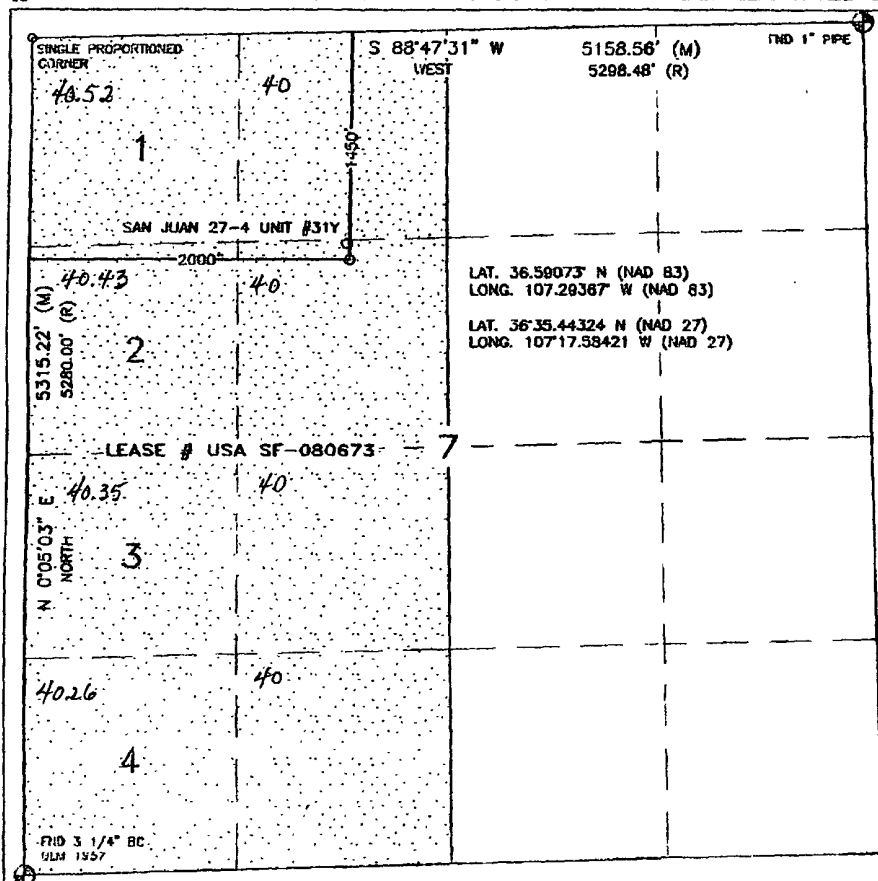 SINGLE PROPORTIONED
CORNER
S 88°47'31" W
WEST
5158.56' (M)
5298.48' (R)
FND 1" PIPE
40.52
40
1
1450'
SAN JUAN 27-4 UNIT #31Y
2000'
40.43
40
2
5315.22' (M)
5280.00' (R)
LAT. 36.59073° N (NAD 83)
LONG. 107.29367° W (NAD 83)
LAT. 36°35.44324 N (NAD 27)
LONG. 107°17.58421 W (NAD 27)
LEASE # USA SF-080673
7
40.35
40
3
N 0°05'03" E
NORTH
40.26
40
4
FND 3 1/4" BC
BLM 1957